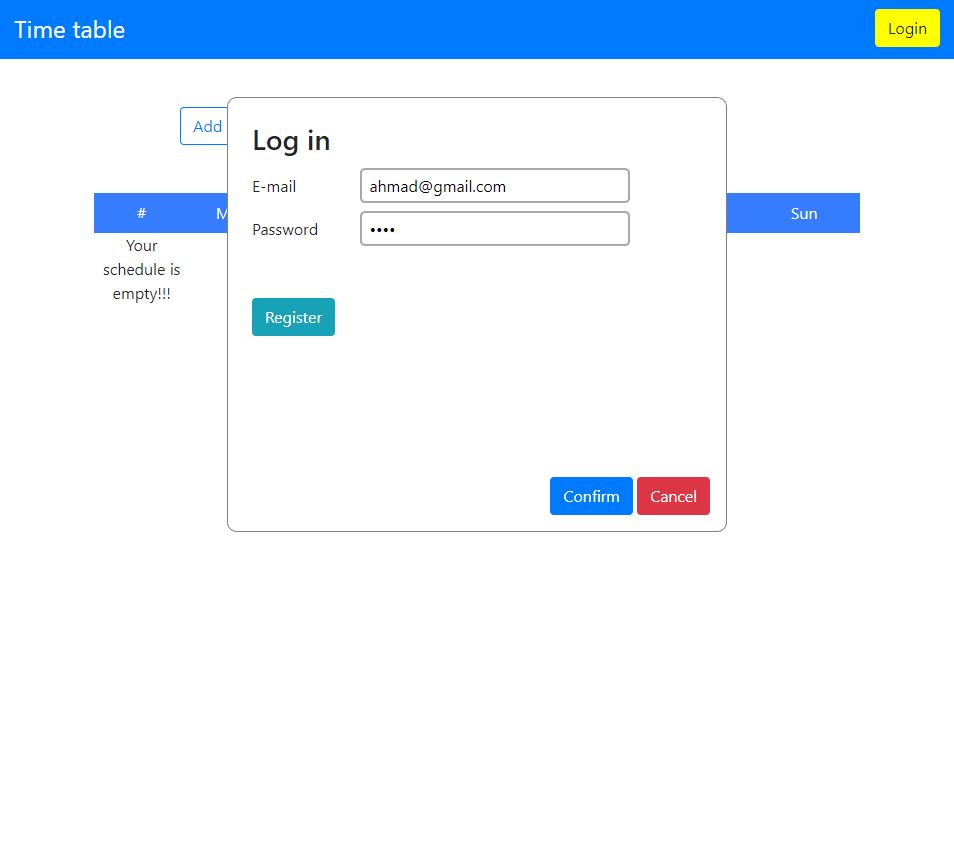 Time table
Login
Add
Log in
E-mail
ahmad@gmail.com
Password
••••
# M Sun
Your
schedule is
empty!!!
Register
Confirm
Cancel